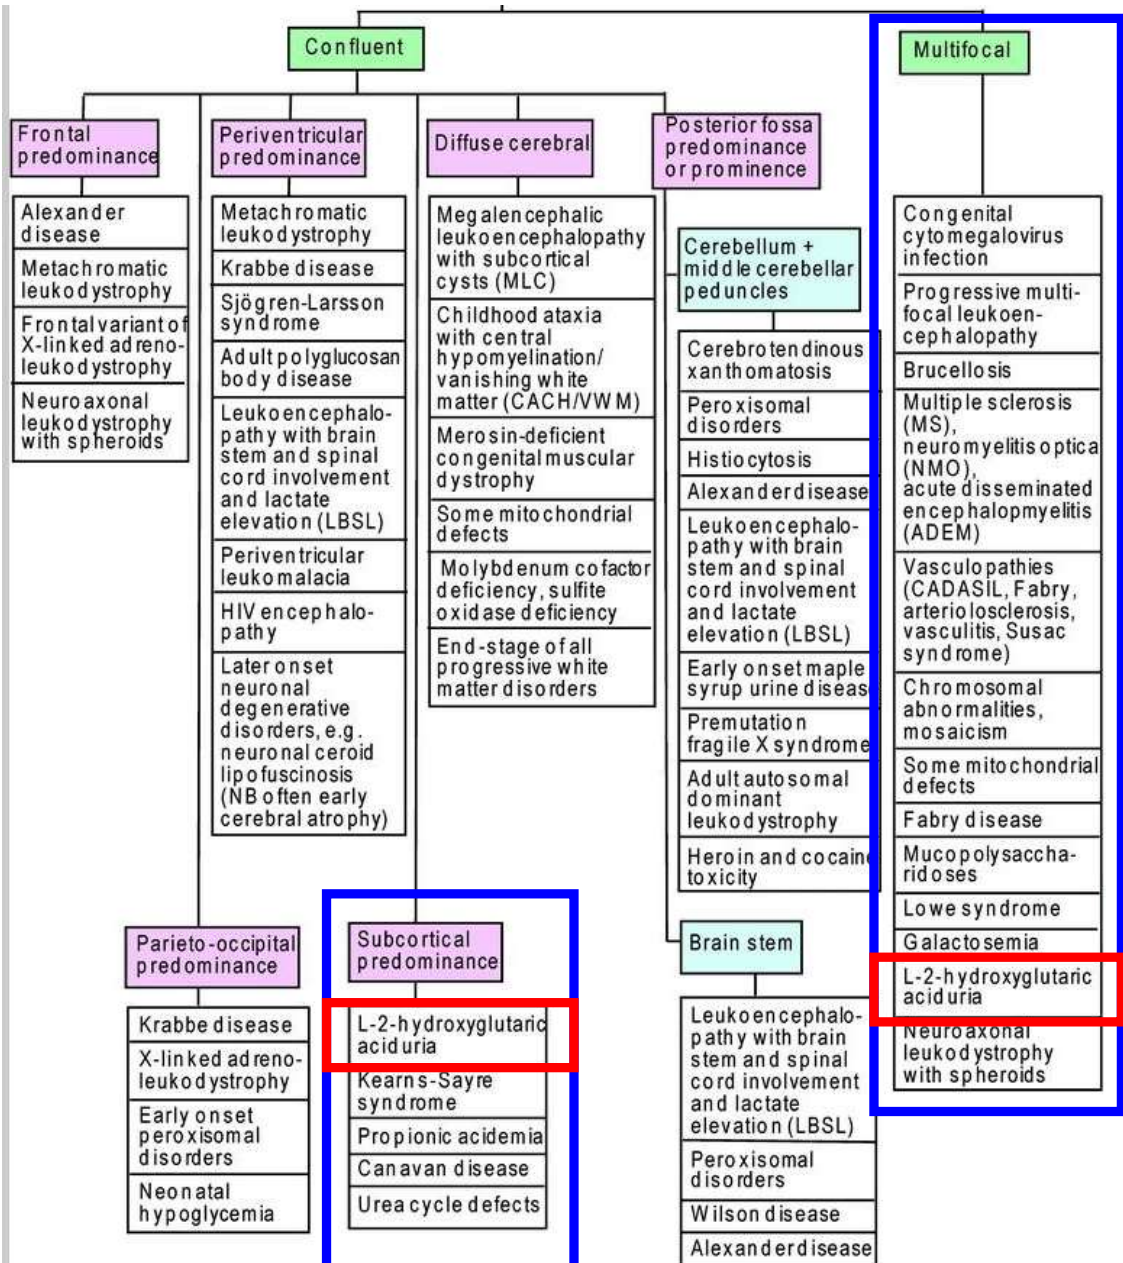 Confluent
Multifocal
Frontal
predominance
Alexander
disease
Metachromatic
leukodystrophy
Frontal variant of
X-linked adreno-
leukodystrophy
Neuroaxonal
leukodystrophy
with spheroids
Periventricular
predominance
Metachromatic
leukodystrophy
Krabbe disease
Sjögren-Larsson
syndrome
Adult polyglucosan
body disease
Leukoencephalo-
pathy with brain
stem and spinal
cord involvement
and lactate
elevation (LBSL)
Periventricular
leukomalacia
HIV encephalo-
pathy
Later onset
neuronal
degenerative
disorders, e.g.
neuronal ceroid
lipofuscinosis
(NB often early
cerebral atrophy)
Diffuse cerebral
Megalencephalic
leukoencephalopathy
with subcortical
cysts (MLC)
Childhood ataxia
with central
hypomyelination/
vanishing white
matter (CACH/VWM)
Merosin-deficient
congenital muscular
dystrophy
Some mitochondrial
defects
Molybdenum cofactor
deficiency, sulfite
oxidase deficiency
End-stage of all
progressive white
matter disorders
Posterior fossa
predominance
or prominence
Cerebellum +
middle cerebellar
peduncles
Cerebrotendinous
xanthomatosis
Peroxisomal
disorders
Histiocytosis
Alexander disease
Leukoencephalo-
pathy with brain
stem and spinal
cord involvement
and lactate
elevation (LBSL)
Early onset maple
syrup urine disease
Premutation
fragile X syndrome
Adult autosomal
dominant
leukodystrophy
Heroin and cocaine
toxicity
Congenital
cytomegalovirus
infection
Progressive multi-
focal leukoen-
cephalopathy
Brucellosis
Multiple sclerosis
(MS),
neuromyelitis optica
(NMO),
acute disseminated
encephalopmyelitis
(ADEM)
Vasculopathies
(CADASIL, Fabry,
arteriolosclerosis,
vasculitis, Susac
syndrome)
Chromosomal
abnormalities,
mosaicism
Some mitochondrial
defects
Fabry disease
Mucopolysaccha-
ridoses
Lowe syndrome
Galactosemia
L-2-hydroxyglutaric
aciduria
Neuroaxonal
leukodystrophy
with spheroids
Parieto-occipital
predominance
Krabbe disease
X-linked adreno-
leukodystrophy
Early onset
peroxisomal
disorders
Neonatal
hypoglycemia
Subcortical
predominance
L-2-hydroxyglutaric
aciduria
Kearns-Sayre
syndrome
Propionic acidemia
Canavan disease
Urea cycle defects
Brain stem
Leukoencephalo-
pathy with brain
stem and spinal
cord involvement
and lactate
elevation (LBSL)
Peroxisomal
disorders
Wilson disease
Alexander disease